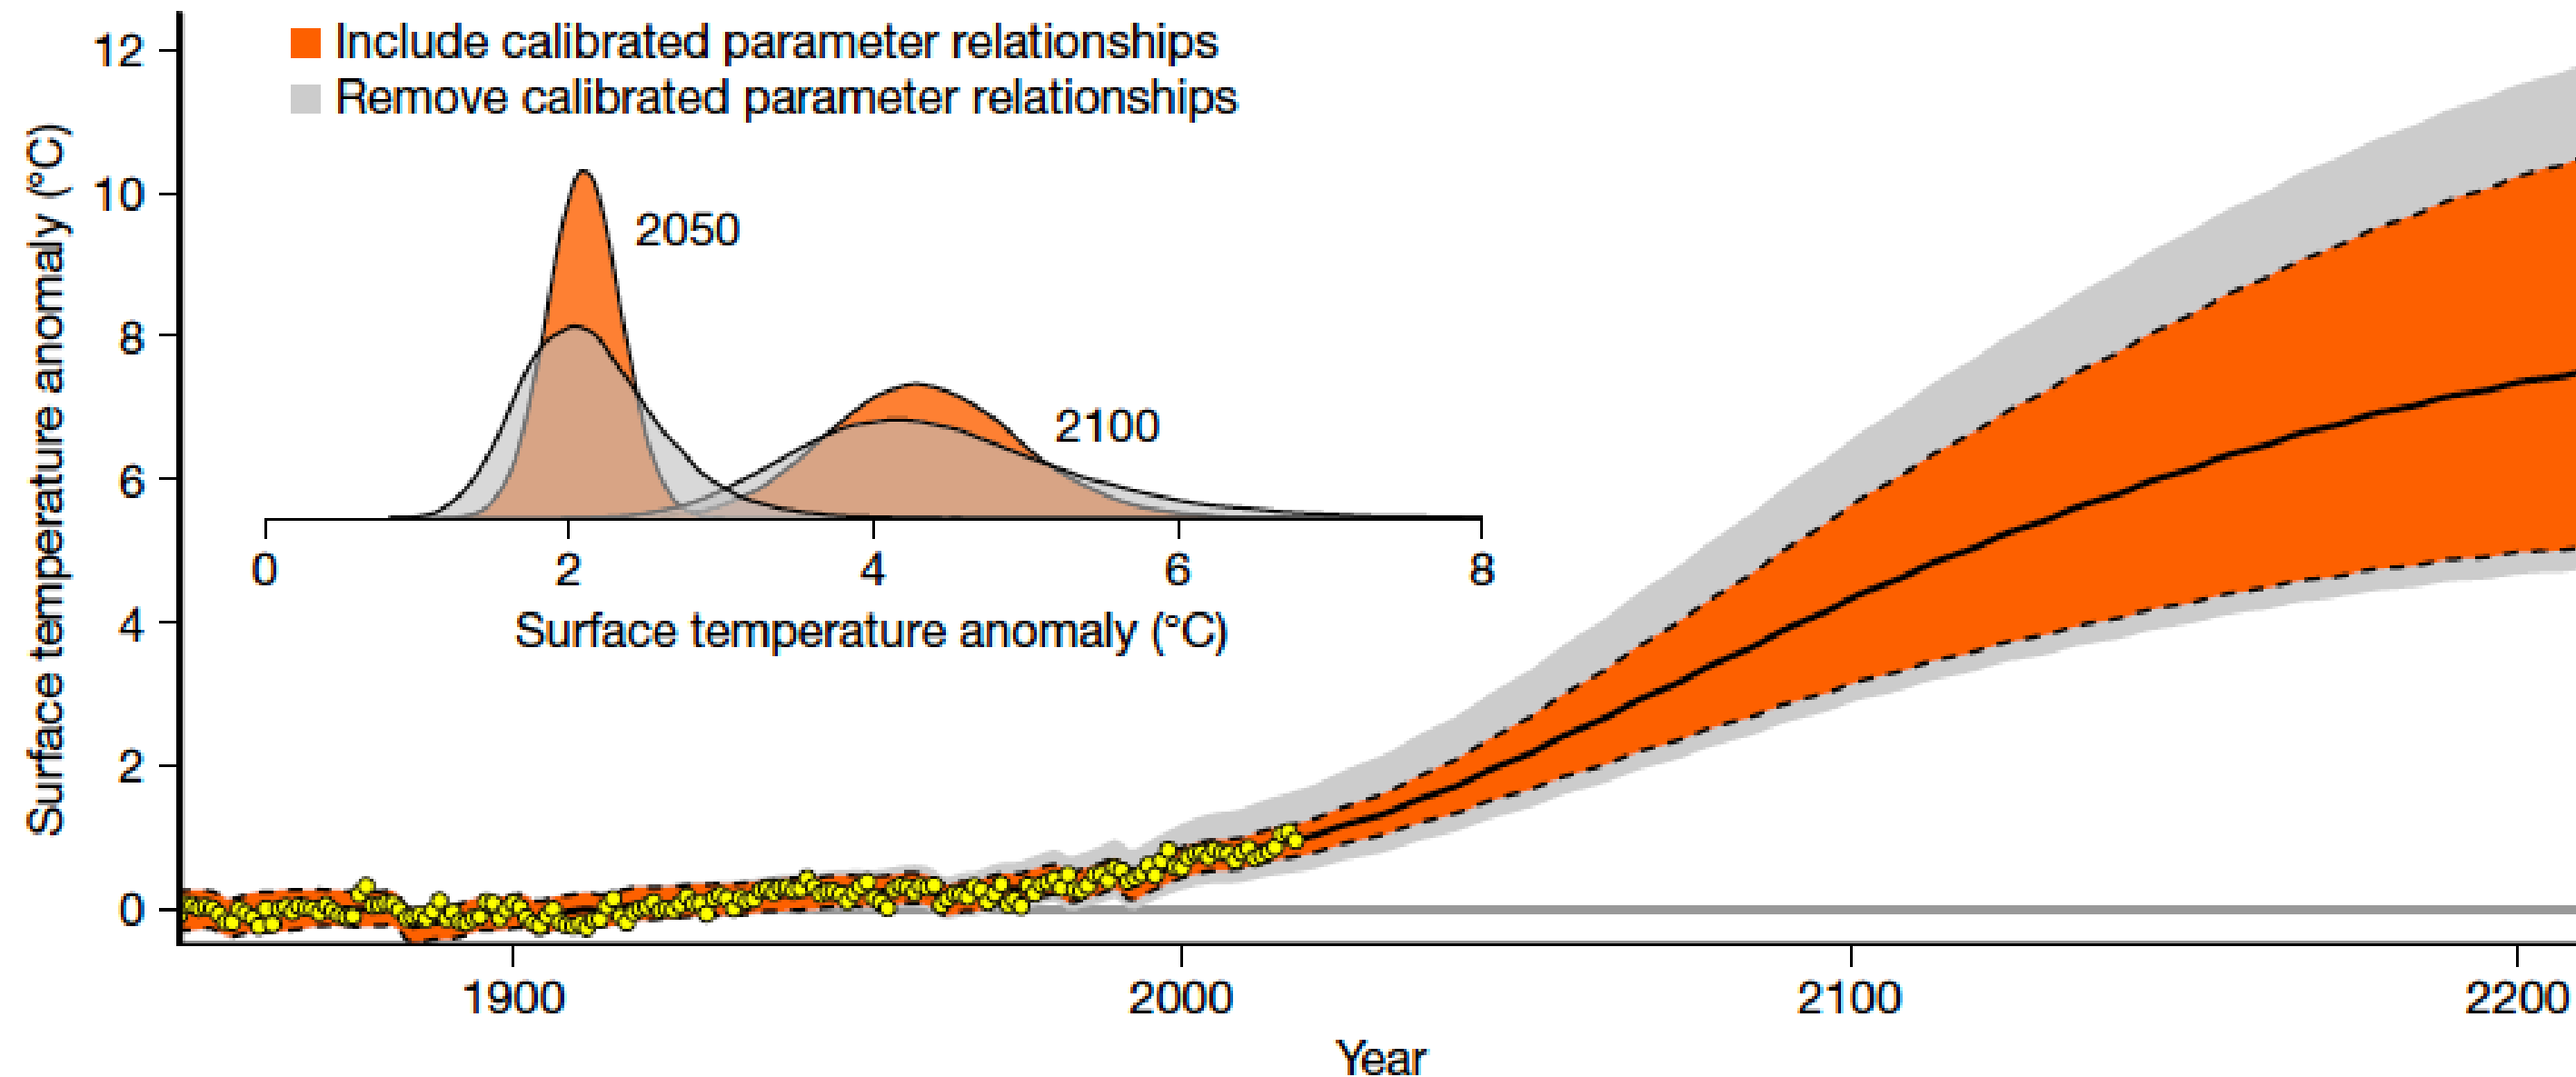 Include calibrated parameter relationships
Remove calibrated parameter relationships
Surface temperature anomaly (°C)
12
10
8
6
4
2
0
2050
2100
0 2 4 6 8
Surface temperature anomaly (°C)
1900 2000 2100 2200
Year